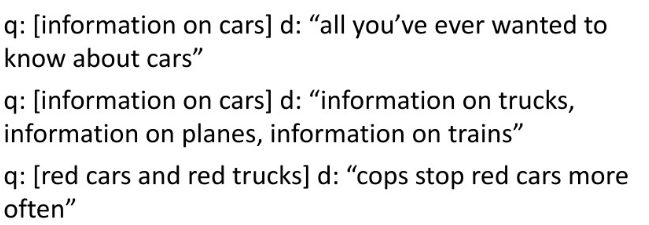 q: [information on cars] d: “all you’ve ever wanted to
know about cars”
q: [information on cars] d: “information on trucks,
information on planes, information on trains”
q: [red cars and red trucks] d: “cops stop red cars more
often”